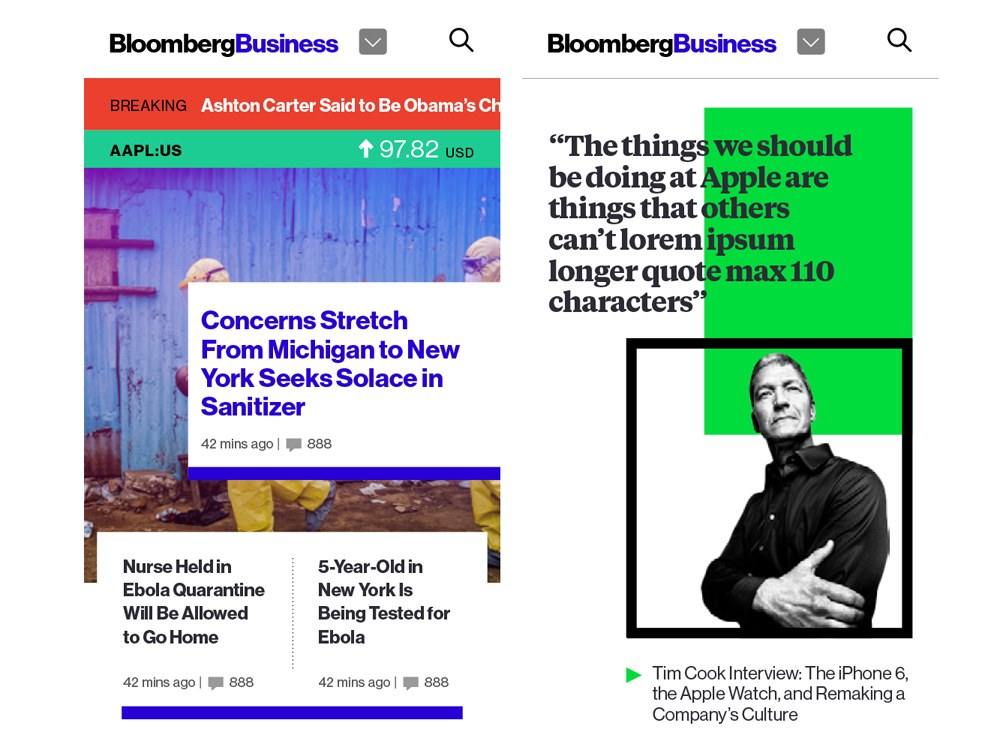 BloombergBusiness
BREAKING Ashton Carter Said to Be Obama’s Ch
AAPL:US 97.82 USD
Concerns Stretch
From Michigan to New
York Seeks Solace in
Sanitizer
42 mins ago | 888
Nurse Held in
Ebola Quarantine
Will Be Allowed
to Go Home
42 mins ago | 888
5-Year-Old in
New York Is
Being Tested for
Ebola
42 mins ago | 888
BloombergBusiness
“The things we should
be doing at Apple are
things that others
can’t lorem ipsum
longer quote max 110
characters”
Tim Cook Interview: The iPhone 6,
the Apple Watch, and Remaking a
Company’s Culture